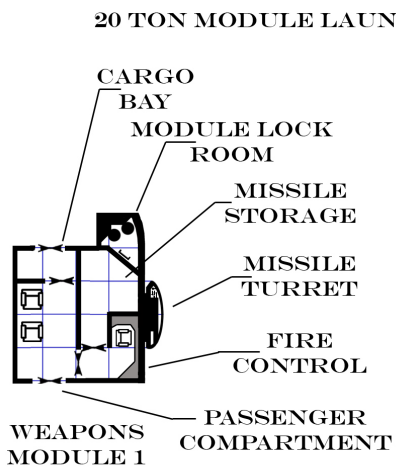 20 TON MODULE LAUN
CARGO
BAY
MODULE LOCK
ROOM
MISSILE
STORAGE
MISSILE
TURRET
FIRE
CONTROL
PASSENGER
COMPARTMENT
WEAPONS
MODULE 1